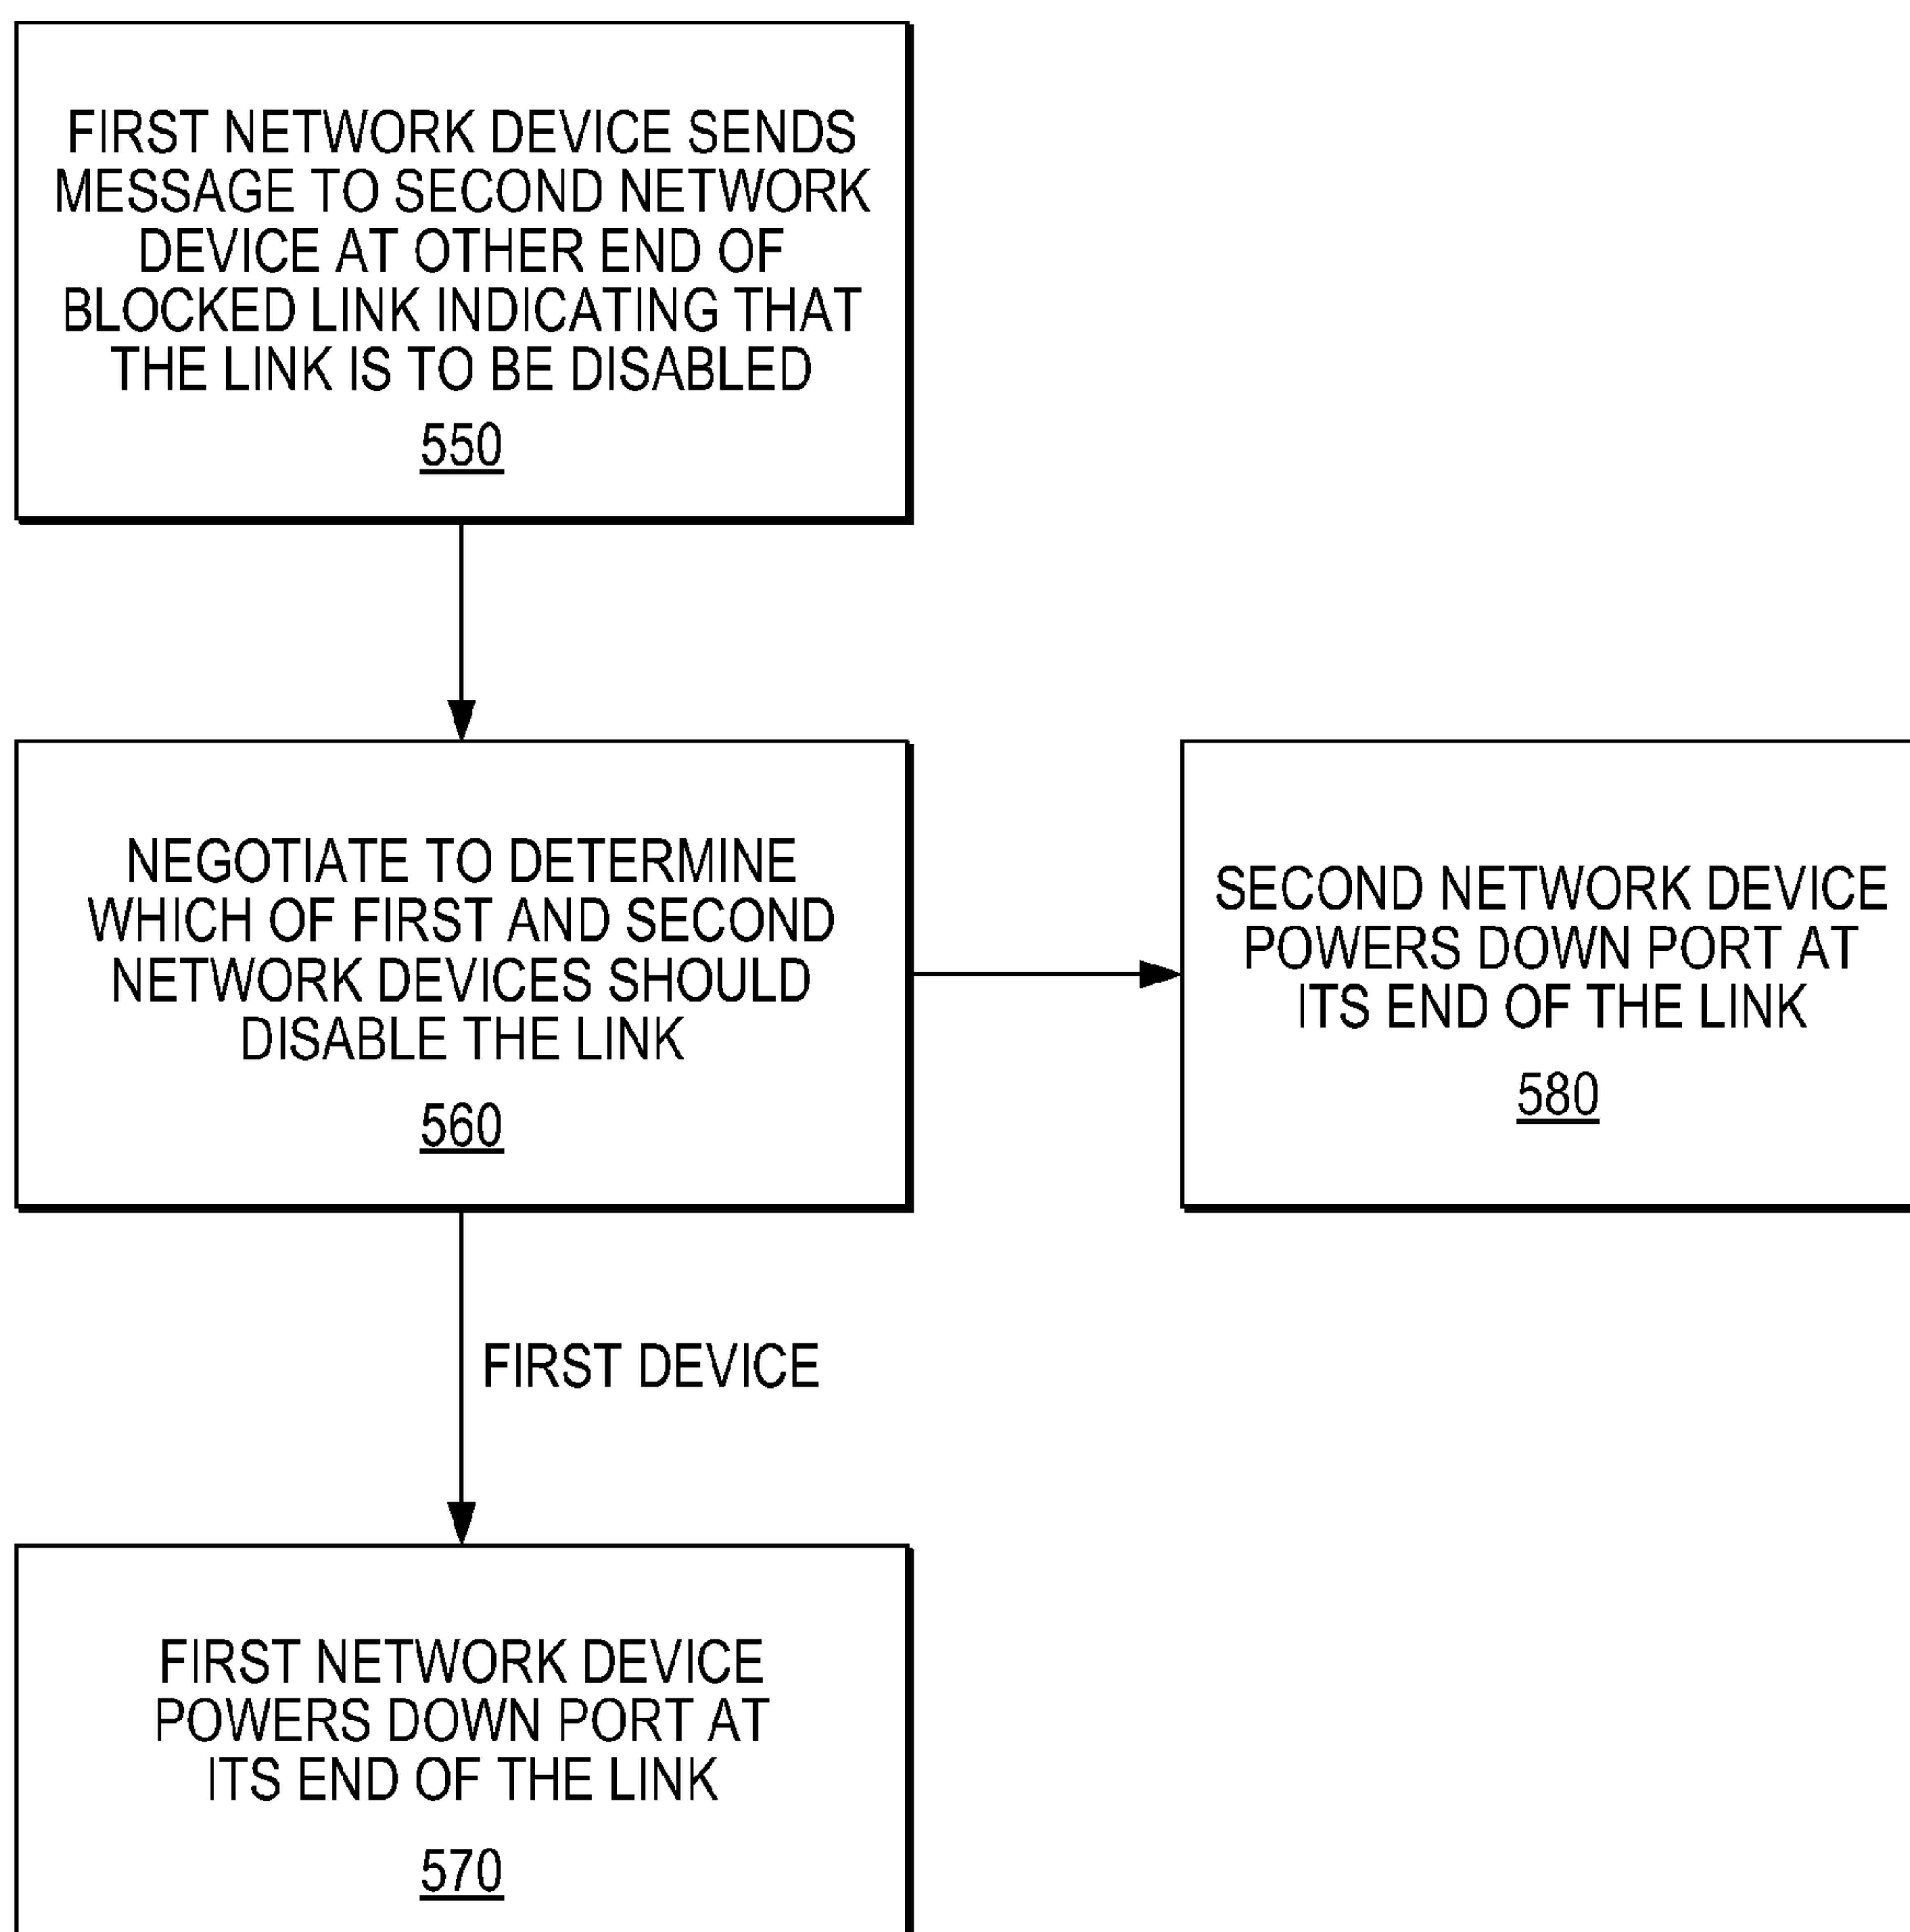 FIRST NETWORK DEVICE SENDS
MESSAGE TO SECOND NETWORK
DEVICE AT OTHER END OF
BLOCKED LINK INDICATING THAT
THE LINK IS TO BE DISABLED
550
NEGOTIATE TO DETERMINE
WHICH OF FIRST AND SECOND
NETWORK DEVICES SHOULD
DISABLE THE LINK
560
SECOND NETWORK DEVICE
POWERS DOWN PORT AT
ITS END OF THE LINK
580
FIRST DEVICE
FIRST NETWORK DEVICE
POWERS DOWN PORT AT
ITS END OF THE LINK
570